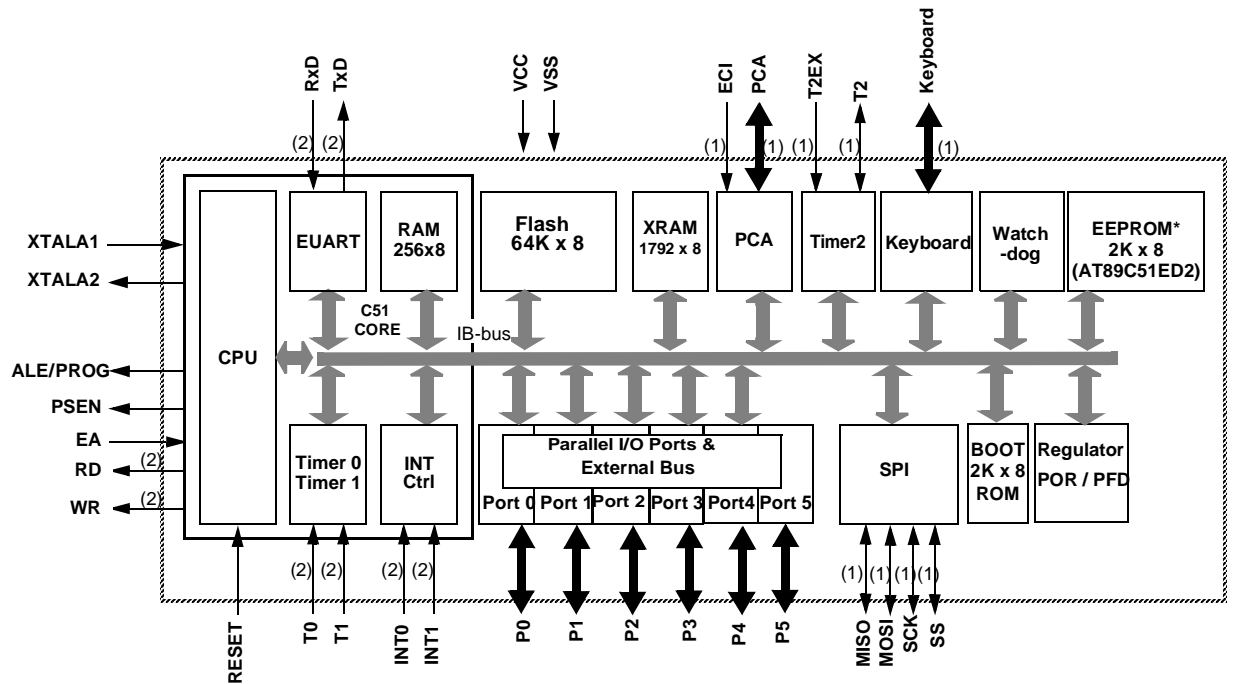 RxD
TxD
VCC
VSS
ECI
PCA
T2EX
T2
Keyboard
(2) (2) (1) (1) (1) (1) (1)
XTALA1
XTALA2
ALE/PROG
PSEN
EA
RD (2)
WR (2)
CPU
EUART
RAM
256x8
C51
CORE
IB-bus
Flash
64K x 8
XRAM
1792 x 8
PCA
Timer2
Keyboard
Watch
-dog
EEPROM*
2K x 8
(AT89C51ED2)
Timer 0
Timer 1
INT
Ctrl
Parallel I/O Ports &
External Bus
Port 0 Port 1 Port 2 Port 3 Port4 Port 5
SPI
BOOT
2K x 8
ROM
Regulator
POR / PFD
(2) (2) (2) (2) (1) (1) (1) (1)
RESET
T0
T1
INT0
INT1
P0
P1
P2
P3
P4
P5
MISO
MOSI
SCK
SS